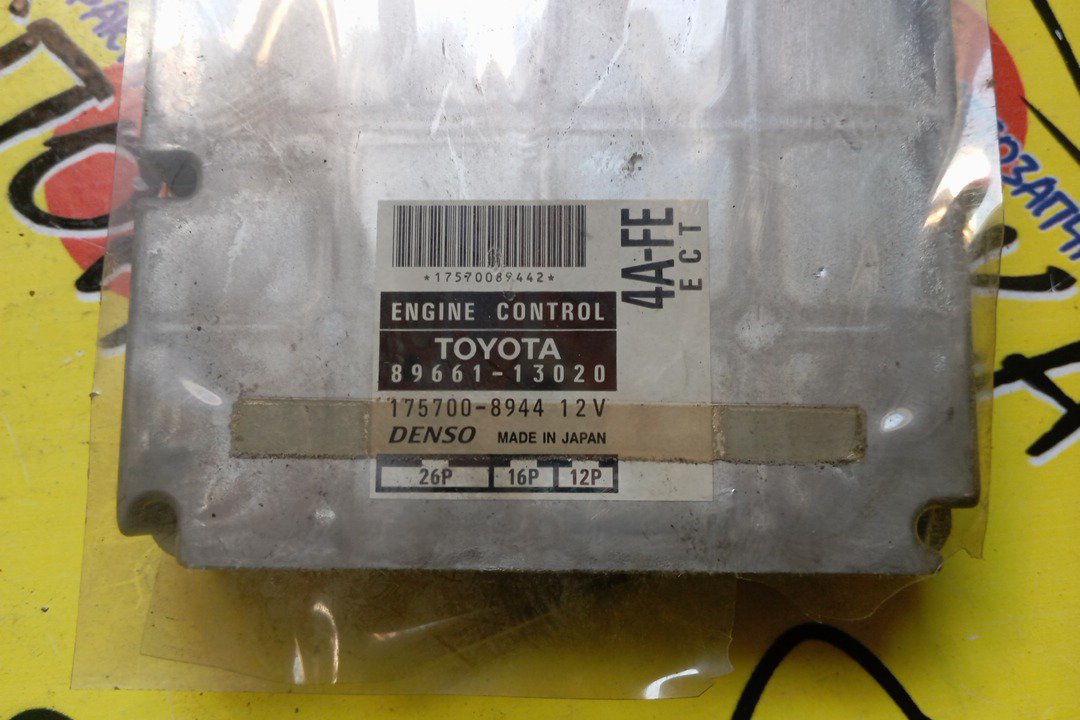 *17570089442*
4A-FE
ECT
ENGINE CONTROL
TOYOTA
89661-13020
175700-8944 12V
DENSO MADE IN JAPAN
26P 16P 12P